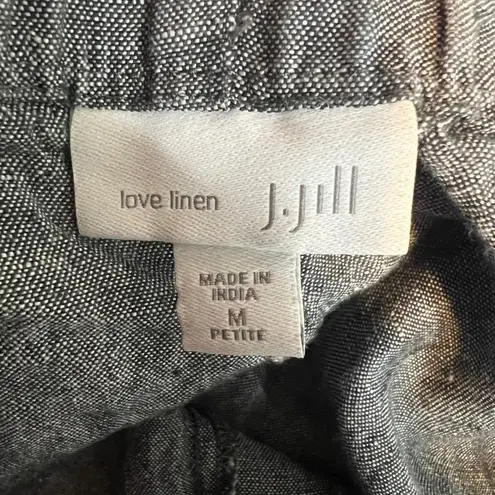 love linen J.Jill
MADE IN
INDIA
M
PETITE